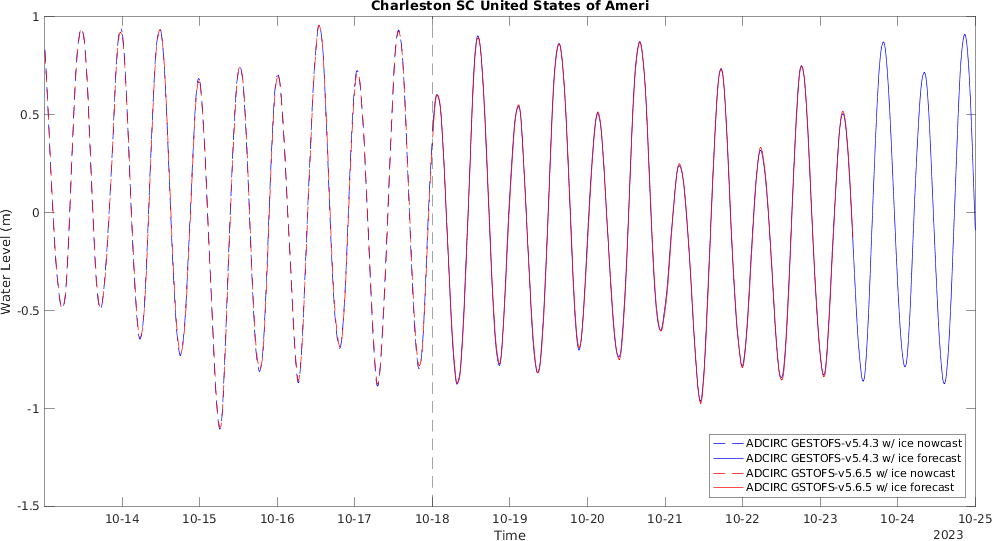 Charleston SC United States of Ameri
1
0.5
0
-0.5
-1
-1.5
Water Level (m)
ADCIRC GESTOFS-v5.4.3 w/ ice nowcast
ADCIRC GESTOFS-v5.4.3 w/ ice forecast
ADCIRC GSTOFS-v5.6.5 w/ ice nowcast
ADCIRC GSTOFS-v5.6.5 w/ ice forecast
10-14 10-15 10-16 10-17 10-18 10-19 10-20 10-21 10-22 10-23 10-24 10-25
Time
2023